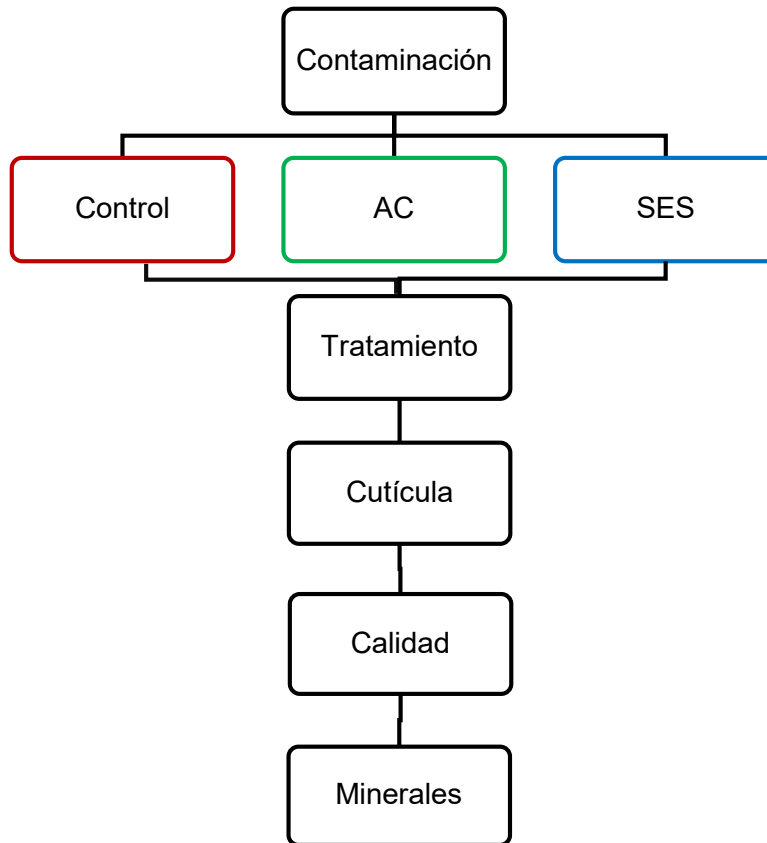 Contaminación
Control
AC
SES
Tratamiento
Cutícula
Calidad
Minerales